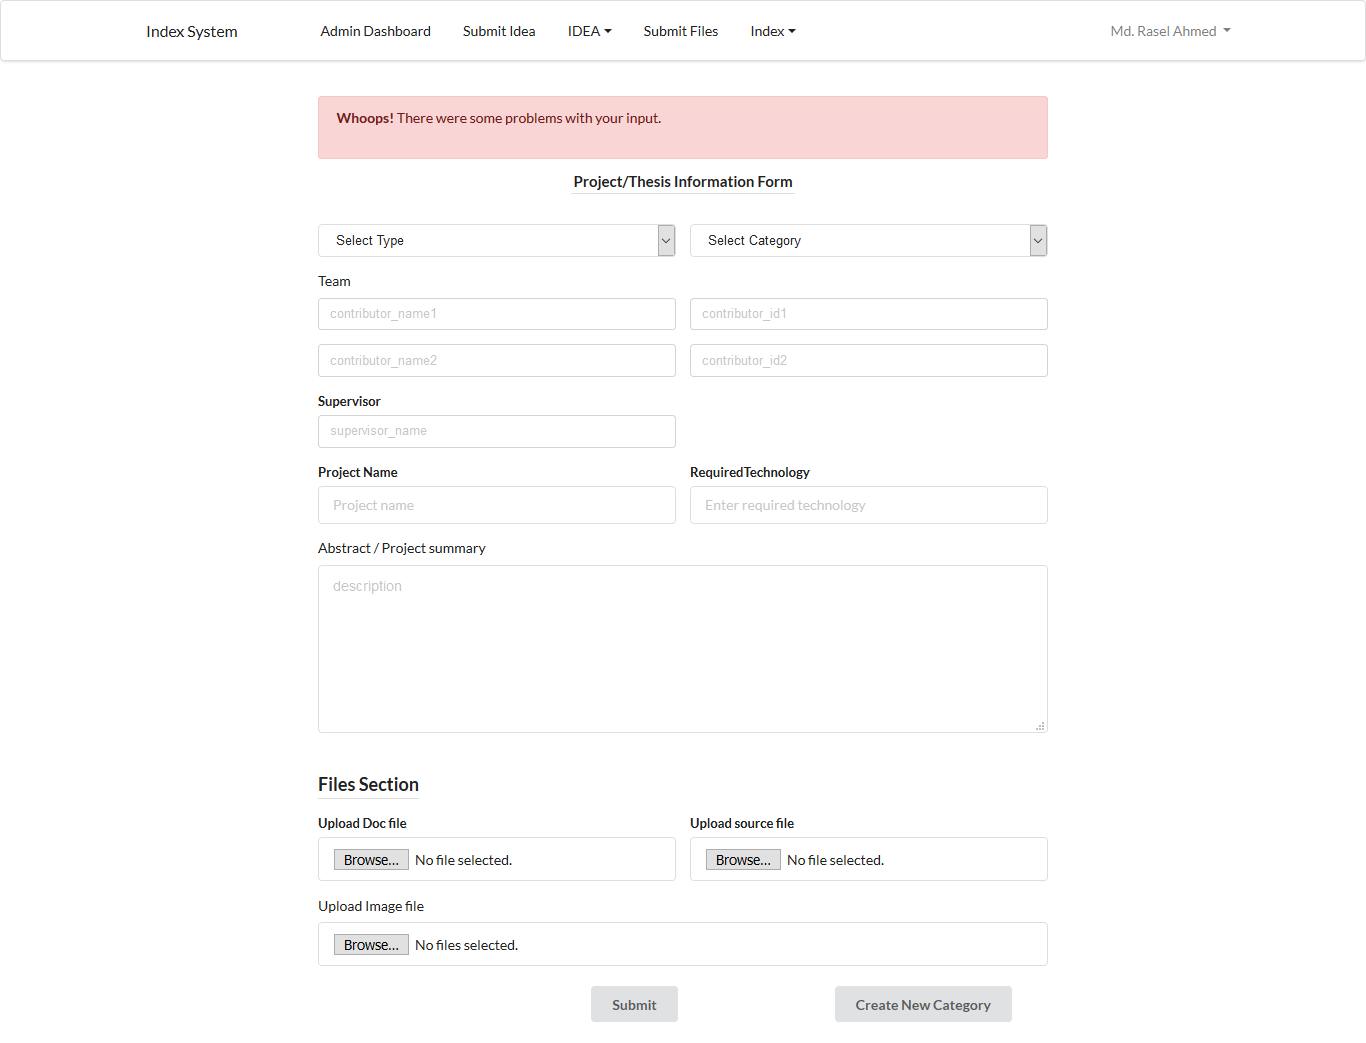 Index System Admin Dashboard Submit Idea IDEA Submit Files Index Md. Rasel Ahmed
Whoops! There were some problems with your input.
Project/Thesis Information Form
Select Type Select Category
Team
contributor_name1 contributor_id1
contributor_name2 contributor_id2
Supervisor
supervisor_name
Project Name RequiredTechnology
Project name Enter required technology
Abstract / Project summary
description
Files Section
Upload Doc file Upload source file
Browse... No file selected. Browse... No file selected.
Upload Image file
Browse... No files selected.
Submit Create New Category